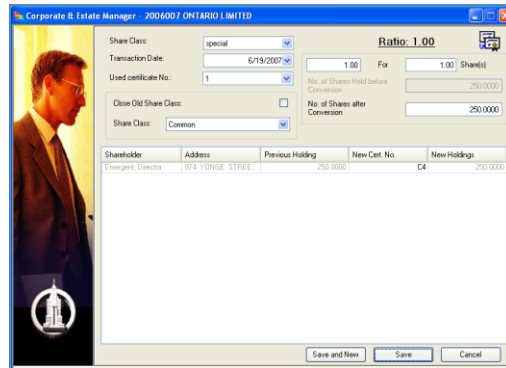 Corporate & Estate Manager - 2006007 ONTARIO LIMITED
Share Class: special
Ratio: 1.00
Transaction Date: 6/19/2007
1.00 For 1.00 Share(s)
Used certificate No.: 1
No. of Shares Held before Conversion 250.0000
Close Old Share Class:
No. of Shares after Conversion 250.0000
Share Class: Common
Shareholder Address Previous Holding New Cert. No. New Holdings
Emergent, Director 874 YONGE STREE... 250.0000 C4 250.0000
Save and New Save Cancel